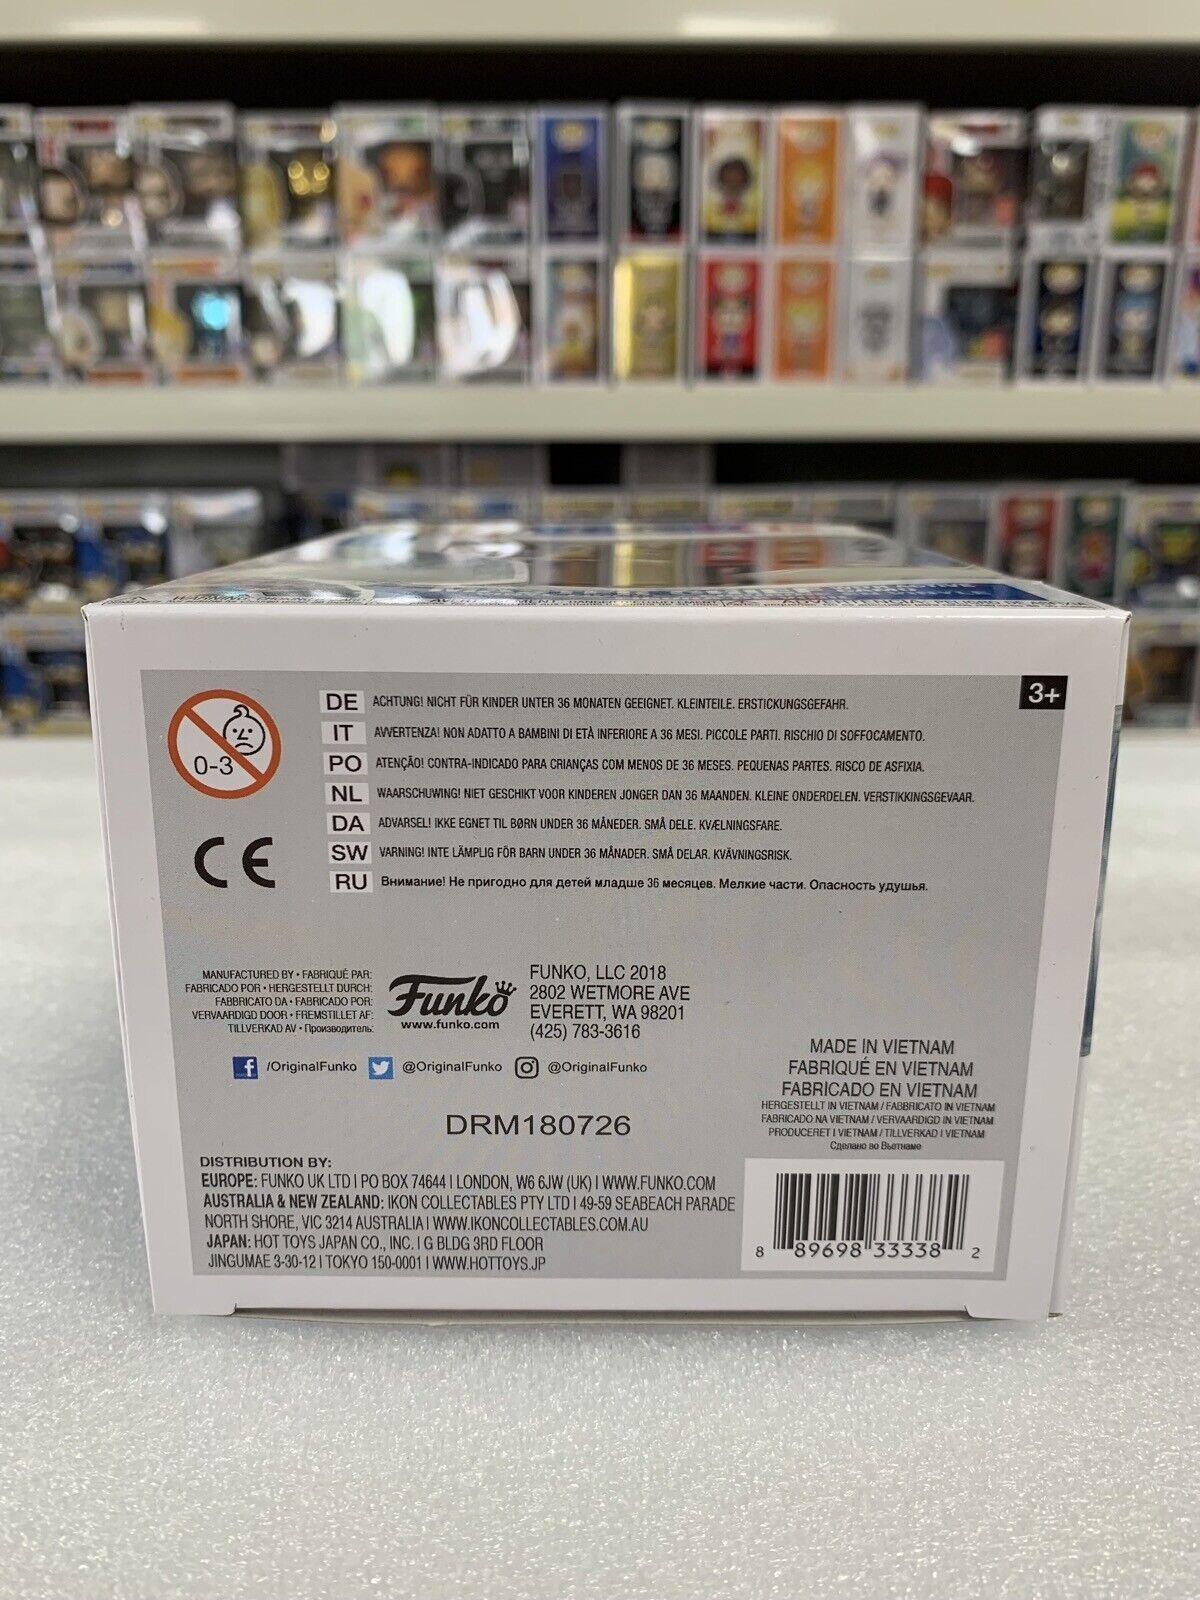 3+
0-3
DE ACHTUNG! NICHT FÜR KINDER UNTER 36 MONATEN GEEIGNET. KLEINTEILE. ERSTICKUNGSGEFAHR.
IT AVVERTENZA! NON ADATTO A BAMBINI DI ETÀ INFERIORE A 36 MESI. PICCOLE PARTI. RISCHIO DI SOFFOCAMENTO.
PO ATENÇÃO! CONTRA-INDICADO PARA CRIANÇAS COM MENOS DE 36 MESES. PEQUENAS PARTES. RISCO DE ASFIXIA.
NL WAARSCHUWING! NIET GESCHIKT VOOR KINDEREN JONGER DAN 36 MAANDEN. KLEINE ONDERDELEN. VERSTIKKINGSGEVAAR.
DA ADVARSEL! IKKE EGNET TIL BØRN UNDER 36 MÅNEDER. SMÅ DELE. KVÆLNINGSFARE.
SW VARNING! INTE LÄMPLIG FÖR BARN UNDER 36 MÅNADER. SMÅ DELAR. KVÄVNINGSRISK.
RU Внимание! Не пригодно для детей младше 36 месяцев. Мелкие части. Опасность удушья.
CE
MANUFACTURED BY • FABRIQUÉ PAR:
FABRICADO POR • HERGESTELLT DURCH:
FABBRICATO DA • FABRICADO POR:
VERVAARDIGD DOOR • FREMSTILLET AF:
TILLVERKAD AV • Производитель:
Funko
www.funko.com
FUNKO, LLC 2018
2802 WETMORE AVE
EVERETT, WA 98201
(425) 783-3616
f /OriginalFunko @OriginalFunko @OriginalFunko
DRM180726
MADE IN VIETNAM
FABRIQUÉ EN VIETNAM
FABRICADO EN VIETNAM
HERGESTELLT IN VIETNAM / FABBRICATO IN VIETNAM
FABRICADO NA VIETNAM / VERVAARDIGD IN VIETNAM
PRODUCERET I VIETNAM / TILLVERKAD I VIETNAM
Сделано во Вьетнаме
DISTRIBUTION BY:
EUROPE: FUNKO UK LTD I PO BOX 74644 I LONDON, W6 6JW (UK) I WWW.FUNKO.COM
AUSTRALIA & NEW ZEALAND: IKON COLLECTABLES PTY LTD I 49-59 SEABEACH PARADE
NORTH SHORE, VIC 3214 AUSTRALIA I WWW.IKONCOLLECTABLES.COM.AU
JAPAN: HOT TOYS JAPAN CO., INC. I G BLDG 3RD FLOOR
JINGUMAE 3-30-12 I TOKYO 150-0001 I WWW.HOTTOYS.JP
8 89698 33338 2